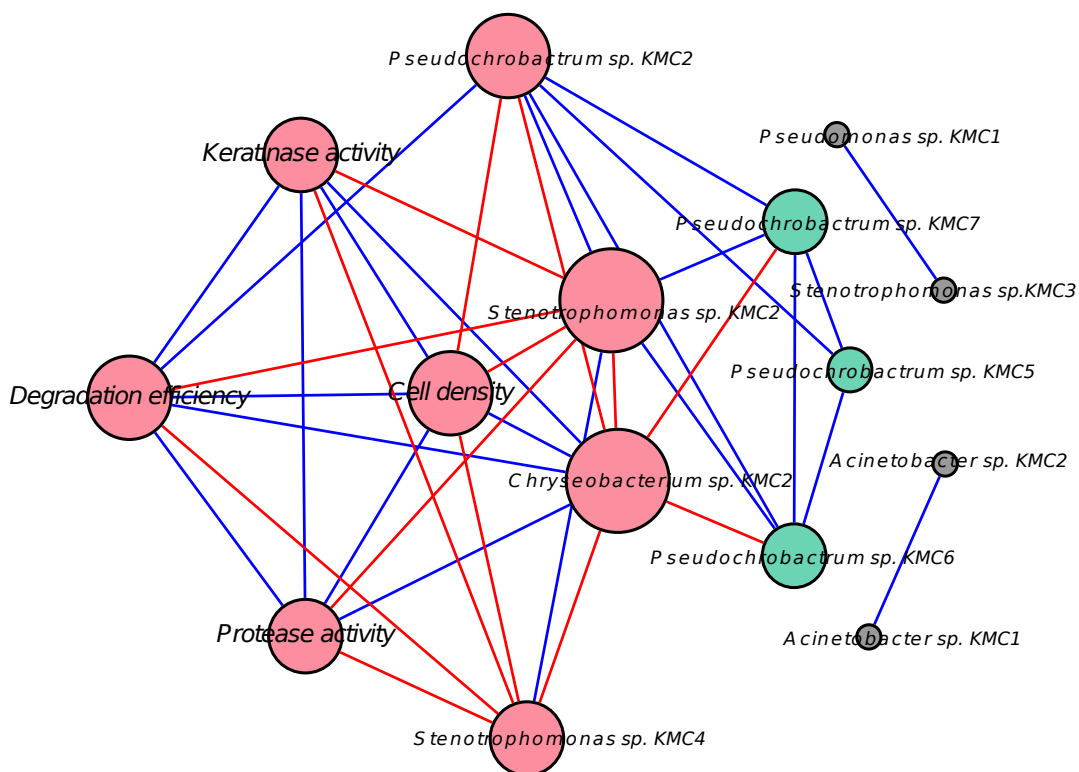 Pseudochrobactrum sp. KMC2
Pseudomonas sp. KMC1
Keratinase activity
Pseudochrobactrum sp. KMC7
Stenotrophomonas sp.KMC3
Stenotrophomonas sp. KMC2
Pseudochrobactrum sp. KMC5
Degradation efficiency
Cell density
Acinetobacter sp. KMC2
Chryseobacterium sp. KMC2
Pseudochrobactrum sp. KMC6
Protease activity
Acinetobacter sp. KMC1
Stenotrophomonas sp. KMC4